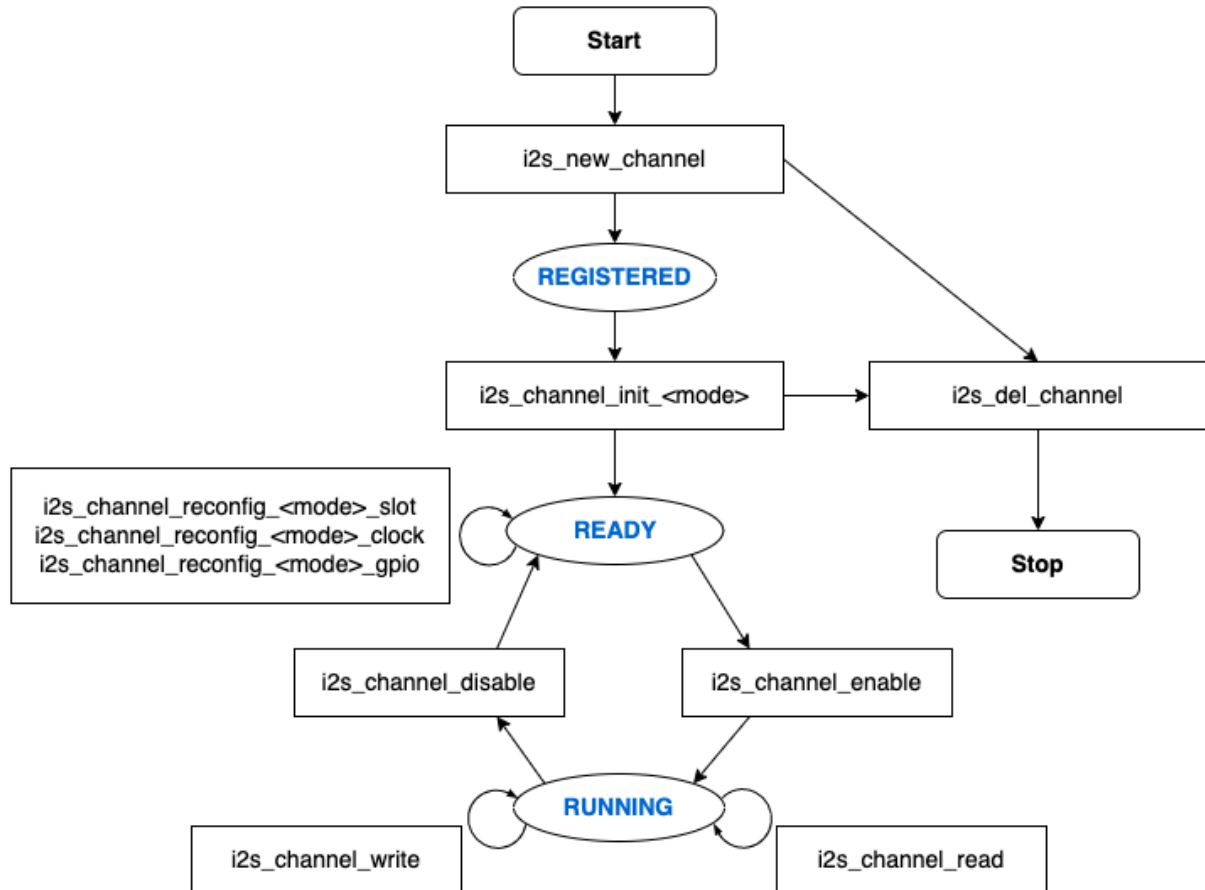 Start
i2s_new_channel
REGISTERED
i2s_channel_init_<mode>
i2s_del_channel
i2s_channel_reconfig_<mode>_slot
i2s_channel_reconfig_<mode>_clock
i2s_channel_reconfig_<mode>_gpio
READY
Stop
i2s_channel_disable
i2s_channel_enable
RUNNING
i2s_channel_write
i2s_channel_read